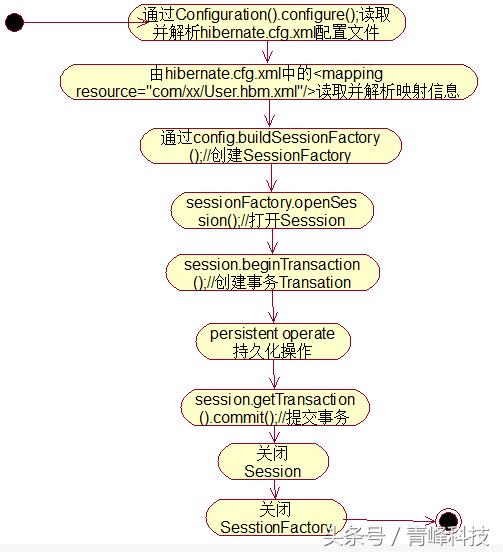 通过Configuration().configure();读取
并解析hibernate.cfg.xml配置文件
由hibernate.cfg.xml中的<mapping
resource="com/xx/User.hbm.xml"/>读取并解析映射信息
通过config.buildSessionFactory
();//创建SessionFactory
sessionFactory.openSes
sion();//打开Sesssion
session.beginTransaction
();//创建事务Transation
persistent operate
持久化操作
session.getTransaction
().commit();//提交事务
关闭
Session
关闭
SesstionFactory
头条号 / 青峰科技